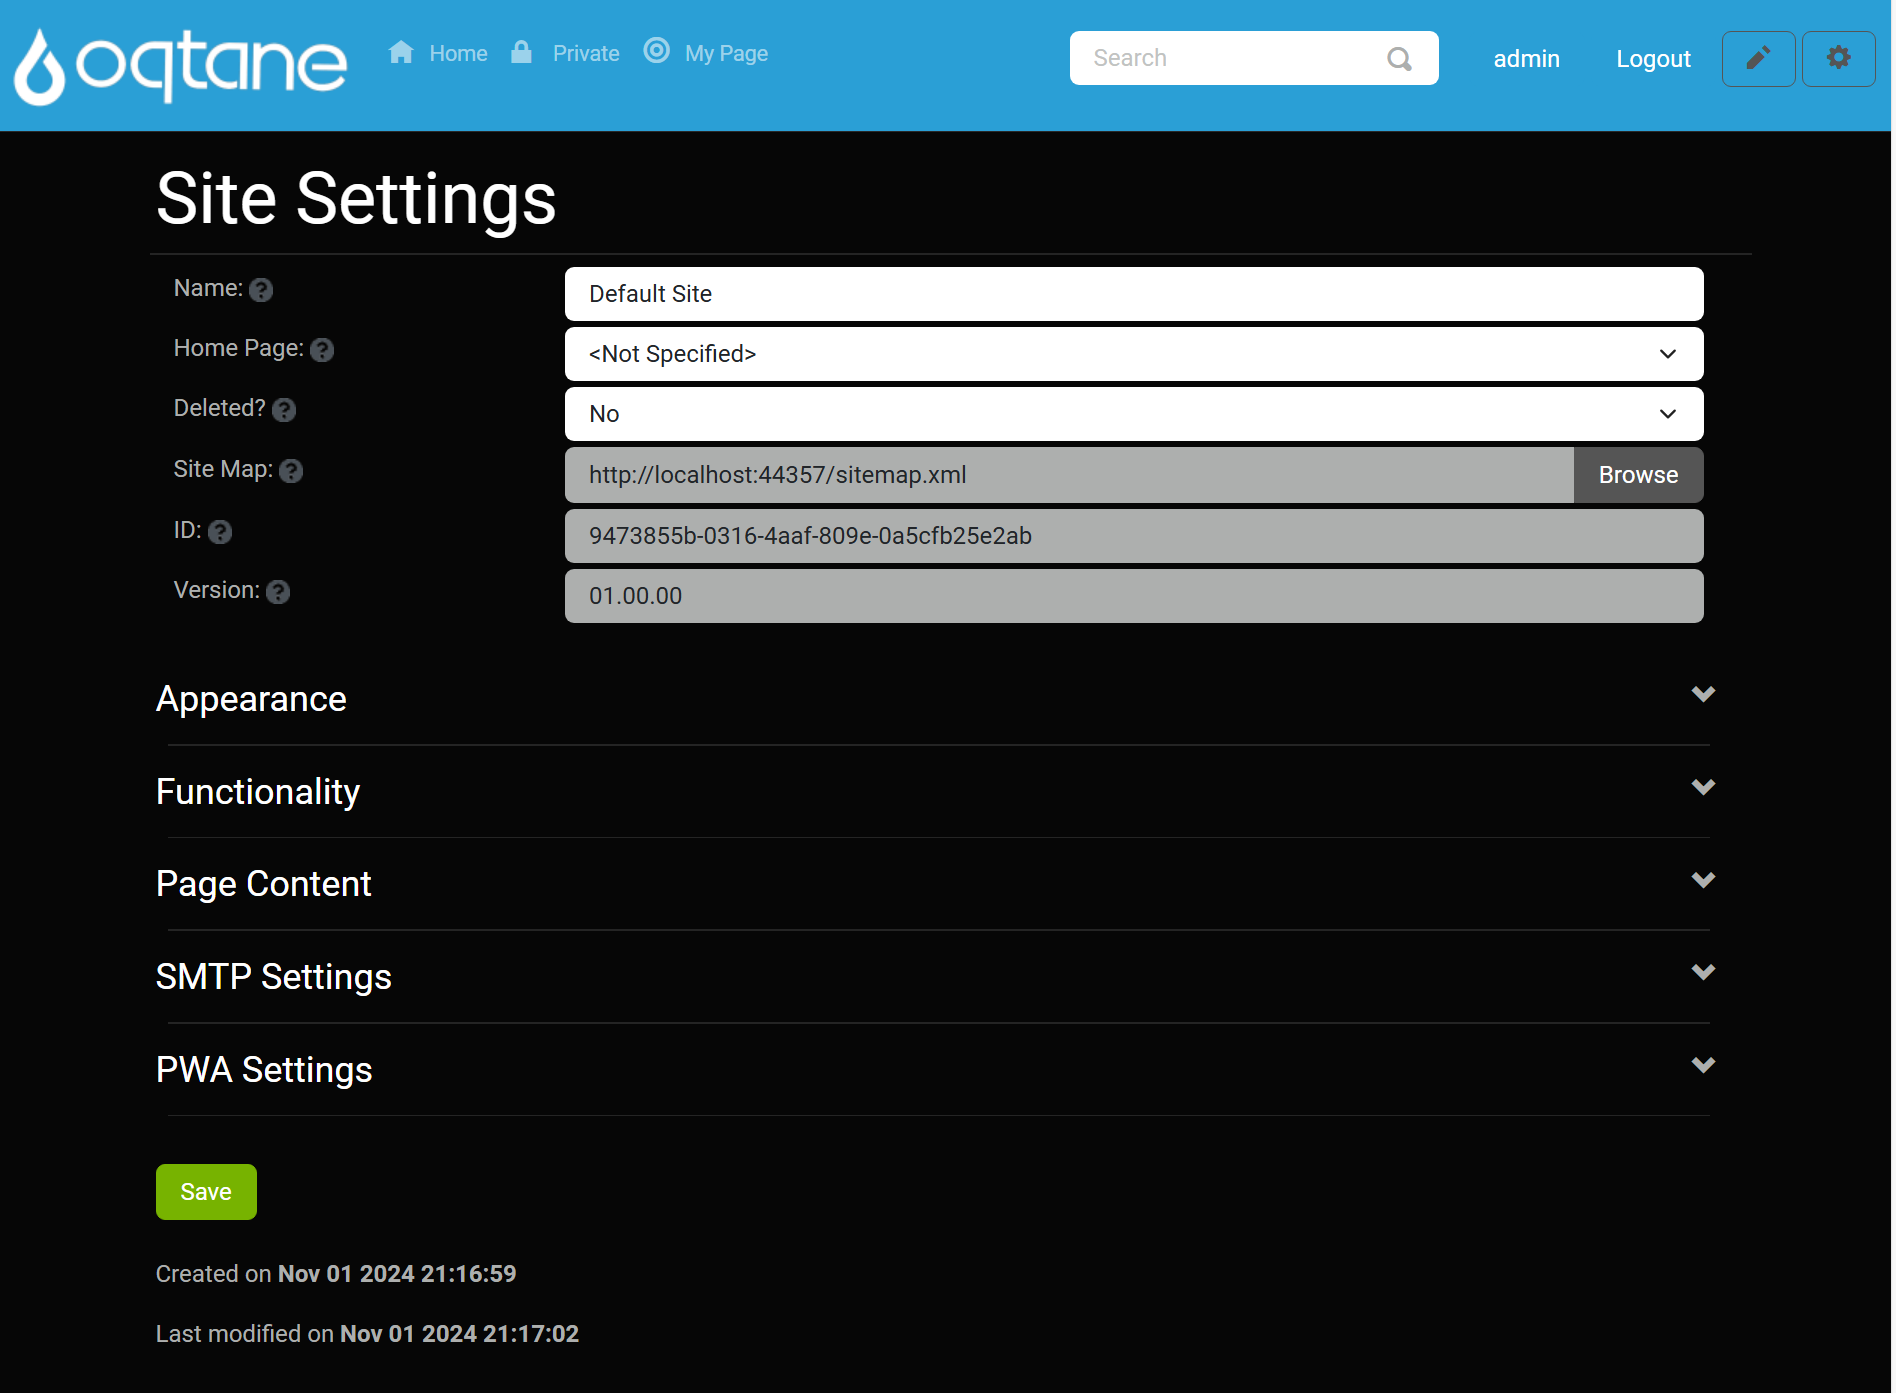 oqtane Home Private My Page Search admin Logout
Site Settings
Name: Default Site
Home Page: <Not Specified>
Deleted? No
Site Map: http://localhost:44357/sitemap.xml Browse
ID: 9473855b-0316-4aaf-809e-0a5cfb25e2ab
Version: 01.00.00
Appearance
Functionality
Page Content
SMTP Settings
PWA Settings
Save
Created on Nov 01 2024 21:16:59
Last modified on Nov 01 2024 21:17:02